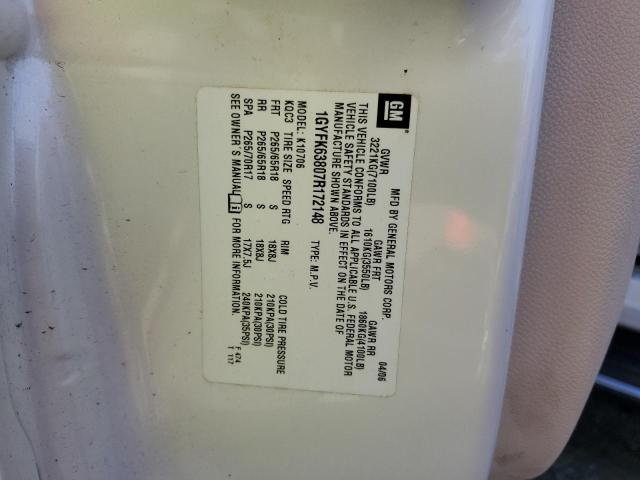 GM
MFD BY GENERAL MOTORS CORP. 04/06
GVWR GAWR FRT GAWR RR
3221KG(7100LB) 1610KG(3550LB) 1860KG(4100LB)
THIS VEHICLE CONFORMS TO ALL APPLICABLE U.S. FEDERAL MOTOR
VEHICLE SAFETY STANDARDS IN EFFECT ON THE DATE OF
MANUFACTURE SHOWN ABOVE.
1GYFK63807R172148 TYPE: M.P.V.
MODEL: K10706
KQC3 TIRE SIZE SPEED RTG RIM COLD TIRE PRESSURE
FRT P265/65R18 S 18X8J 210KPA(30PSI)
RR P265/65R18 S 18X8J 210KPA(30PSI)
SPA P265/70R17 S 17X7.5J 240KPA(35PSI)
SEE OWNER'S MANUAL FOR MORE INFORMATION.
F 474
T 117